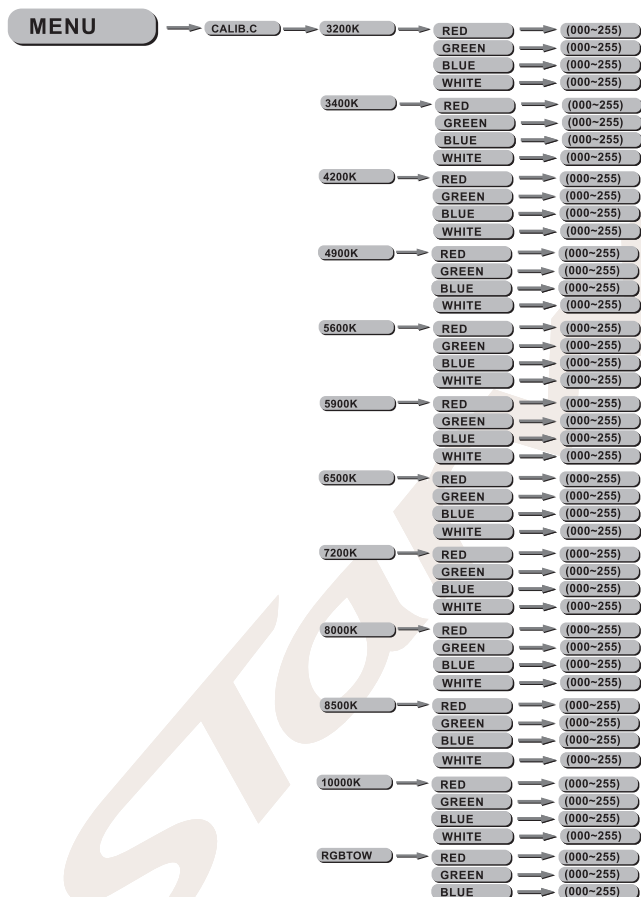 MENU CALIB.C 3200K RED (000~255)
GREEN (000~255)
BLUE (000~255)
WHITE (000~255)
3400K RED (000~255)
GREEN (000~255)
BLUE (000~255)
WHITE (000~255)
4200K RED (000~255)
GREEN (000~255)
BLUE (000~255)
WHITE (000~255)
4900K RED (000~255)
GREEN (000~255)
BLUE (000~255)
WHITE (000~255)
5600K RED (000~255)
GREEN (000~255)
BLUE (000~255)
WHITE (000~255)
5900K RED (000~255)
GREEN (000~255)
BLUE (000~255)
WHITE (000~255)
6500K RED (000~255)
GREEN (000~255)
BLUE (000~255)
WHITE (000~255)
7200K RED (000~255)
GREEN (000~255)
BLUE (000~255)
WHITE (000~255)
8000K RED (000~255)
GREEN (000~255)
BLUE (000~255)
WHITE (000~255)
8500K RED (000~255)
GREEN (000~255)
BLUE (000~255)
WHITE (000~255)
10000K RED (000~255)
GREEN (000~255)
BLUE (000~255)
WHITE (000~255)
RGBTOW RED (000~255)
GREEN (000~255)
BLUE (000~255)